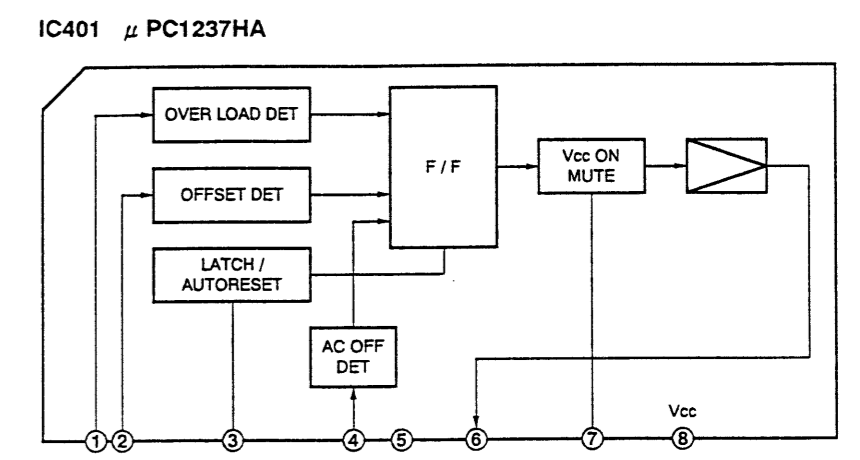 IC401 μ PC1237HA
OVER LOAD DET
OFFSET DET
LATCH /
AUTORESET
F / F
Vcc ON
MUTE
AC OFF
DET
Vcc
① ② ③ ④ ⑤ ⑥ ⑦ ⑧